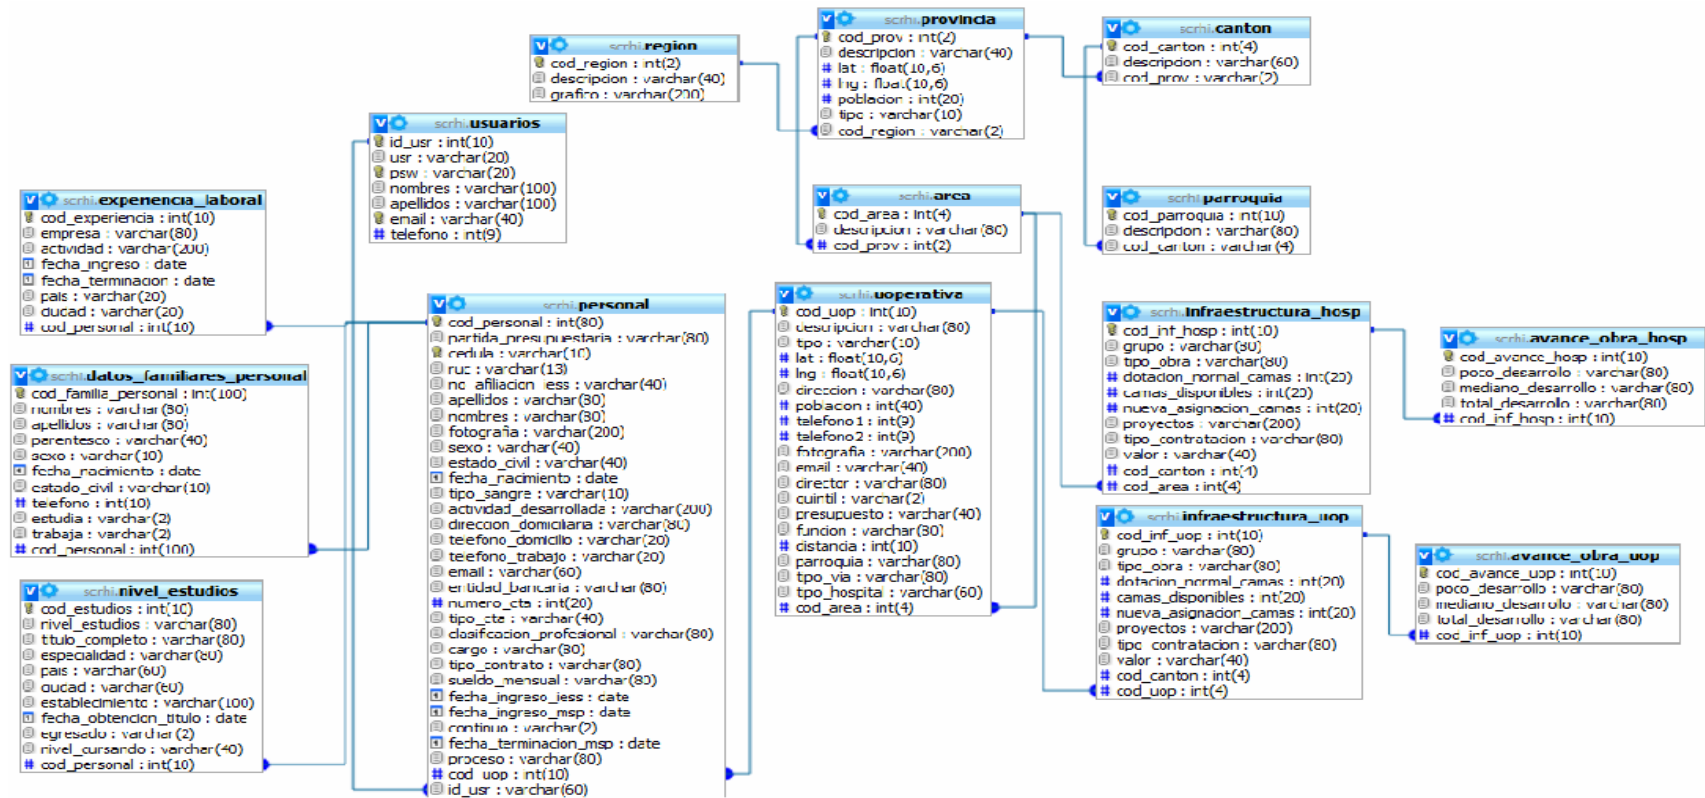 scrhi.region
cod_region : int(2)
descripcion : varchar(40)
grafico : varchar(200)
scrhi.provincia
cod_prov : int(2)
descripcion : varchar(40)
lat : float(10,6)
lng : float(10,6)
poblacion : int(20)
tipo : varchar(10)
cod_region : varchar(2)
scrhi.canton
cod_canton : int(4)
descripcion : varchar(60)
cod_prov : varchar(2)
scrhi.usuarios
id_usr : int(10)
usr : varchar(20)
psw : varchar(20)
nombres : varchar(100)
apellidos : varchar(100)
email : varchar(40)
telefono : int(9)
scrhi.area
cod_area : int(4)
descripcion : varchar(80)
cod_prov : int(2)
scrhi.parroquia
cod_parroquia : int(10)
descripcion : varchar(80)
cod_canton : varchar(4)
scrhi.experiencia_laboral
cod_experiencia : int(10)
empresa : varchar(80)
actividad : varchar(200)
fecha_ingreso : date
fecha_terminacion : date
pais : varchar(20)
ciudad : varchar(20)
cod_personal : int(10)
scrhi.datos_familiares_personal
cod_familia_personal : int(100)
nombres : varchar(80)
apellidos : varchar(80)
parentesco : varchar(40)
sexo : varchar(10)
fecha_nacimiento : date
estado_civil : varchar(10)
telefono : int(10)
estudia : varchar(2)
trabaja : varchar(2)
cod_personal : int(100)
scrhi.nivel_estudios
cod_estudios : int(10)
nivel_estudios : varchar(80)
titulo_completo : varchar(80)
especialidad : varchar(80)
pais : varchar(60)
ciudad : varchar(60)
establecimiento : varchar(100)
fecha_obtencion_titulo : date
egresado : varchar(2)
nivel_cursando : varchar(40)
cod_personal : int(10)
scrhi.personal
cod_personal : int(80)
partida_presupuestaria : varchar(80)
cedula : varchar(10)
ruc : varchar(13)
no_afiliacion_iess : varchar(40)
apellidos : varchar(80)
nombres : varchar(80)
fotografia : varchar(200)
sexo : varchar(40)
estado_civil : varchar(40)
fecha_nacimiento : date
tipo_sangre : varchar(10)
actividad_desarrollada : varchar(200)
direccion_domiciliaria : varchar(80)
telefono_domicilio : varchar(20)
telefono_trabajo : varchar(20)
email : varchar(60)
entidad_bancaria : varchar(80)
numero_cta : int(20)
tipo_cta : varchar(40)
clasificacion_profesional : varchar(80)
cargo : varchar(80)
tipo_contrato : varchar(80)
sueldo_mensual : varchar(80)
fecha_ingreso_iess : date
fecha_ingreso_msp : date
continuo : varchar(2)
fecha_terminacion_msp : date
proceso : varchar(80)
cod_uop : int(10)
id_usr : varchar(60)
scrhi.uoperativa
cod_uop : int(10)
descripcion : varchar(80)
tipo : varchar(10)
lat : float(10,6)
lng : float(10,6)
direccion : varchar(80)
poblacion : int(40)
telefono1 : int(9)
telefono2 : int(9)
fotografia : varchar(200)
email : varchar(40)
director : varchar(80)
quintil : varchar(2)
presupuesto : varchar(40)
funcion : varchar(80)
distancia : int(10)
parroquia : varchar(80)
tipo_via : varchar(80)
tipo_hospital : varchar(60)
cod_area : int(4)
scrhi.infraestructura_hosp
cod_inf_hosp : int(10)
grupo : varchar(80)
tipo_obra : varchar(80)
dotacion_normal_camas : int(20)
camas_disponibles : int(20)
nueva_asignacion_camas : int(20)
proyectos : varchar(200)
tipo_contratacion : varchar(80)
valor : varchar(40)
cod_canton : int(4)
cod_area : int(4)
scrhi.avance_obra_hosp
cod_avance_hosp : int(10)
poco_desarrollo : varchar(80)
mediano_desarrollo : varchar(80)
total_desarrollo : varchar(80)
cod_inf_hosp : int(10)
scrhi.infraestructura_uop
cod_inf_uop : int(10)
grupo : varchar(80)
tipo_obra : varchar(80)
dotacion_normal_camas : int(20)
camas_disponibles : int(20)
nueva_asignacion_camas : int(20)
proyectos : varchar(200)
tipo_contratacion : varchar(80)
valor : varchar(40)
cod_canton : int(4)
cod_uop : int(4)
scrhi.avance_obra_uop
cod_avance_uop : int(10)
poco_desarrollo : varchar(80)
mediano_desarrollo : varchar(80)
total_desarrollo : varchar(80)
cod_inf_uop : int(10)